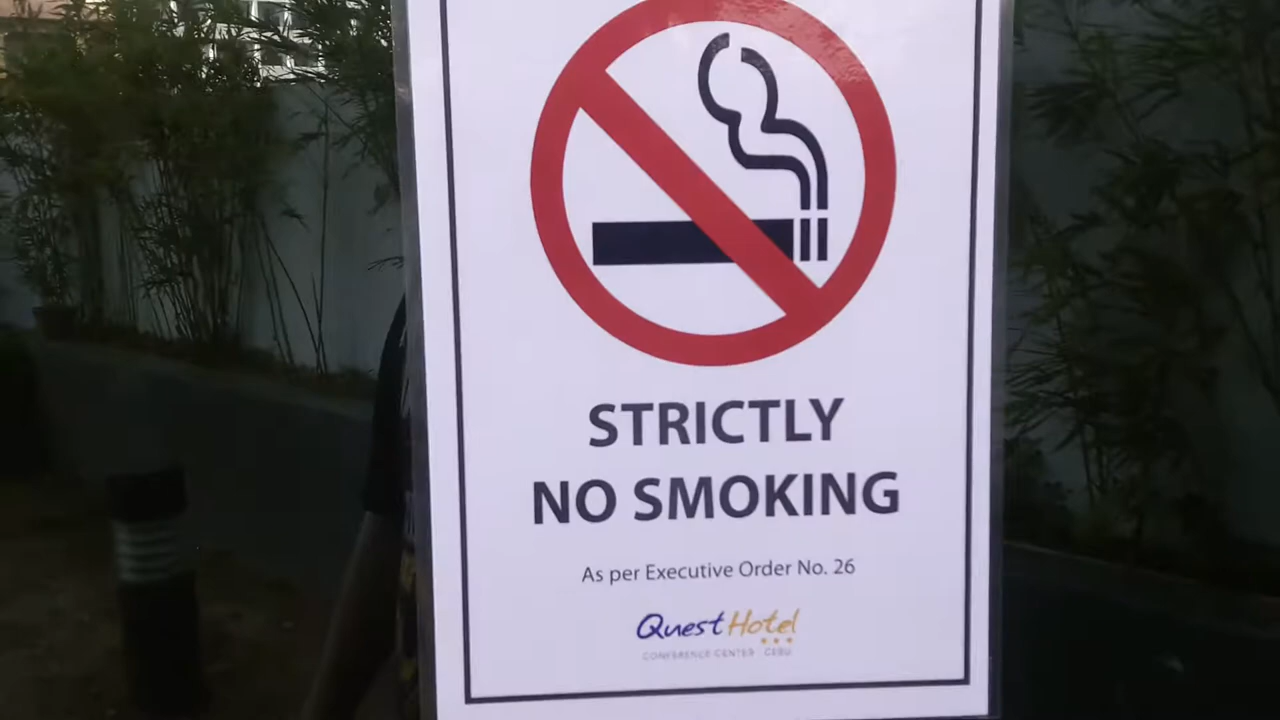 STRICTLY
NO SMOKING
As per Executive Order No. 26
Quest Hotel
CONFERENCE CENTER CEBU